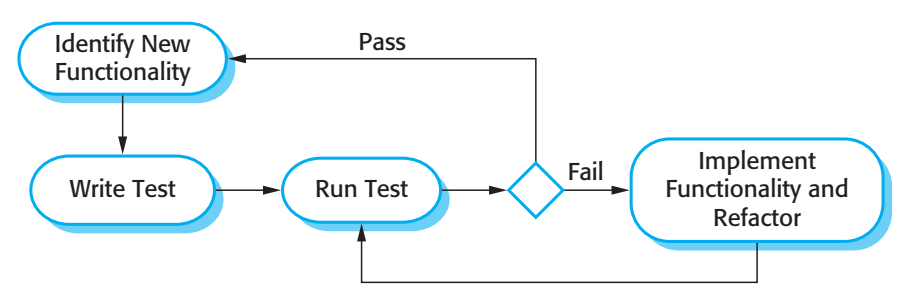 Identify New
Functionality
Pass
Write Test
Run Test
Fail
Implement
Functionality and
Refactor